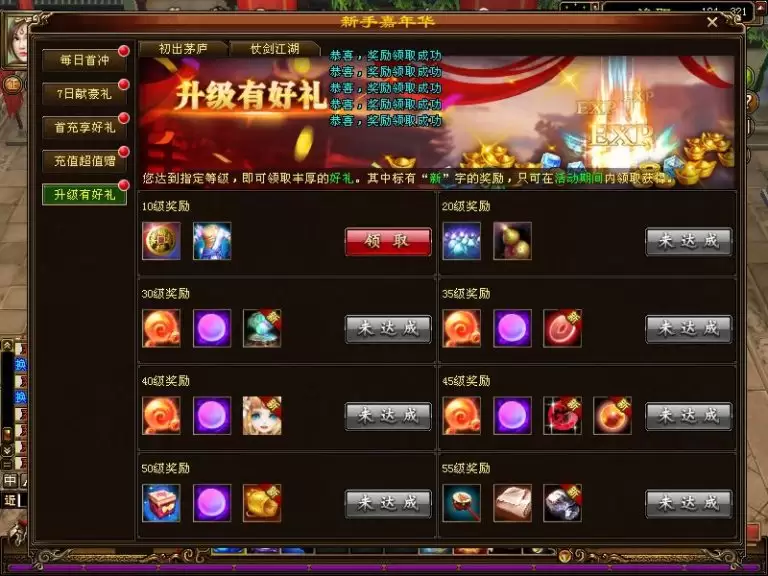 新手嘉年华
每日首冲
7日献豪礼
首充享好礼
充值超值赠
升级有好礼
初出茅庐
仗剑江湖
恭喜，奖励领取成功
恭喜，奖励领取成功
恭喜，奖励领取成功
恭喜，奖励领取成功
恭喜，奖励领取成功
升级有好礼
EXP
EXP
EXP
您达到指定等级，即可领取丰厚的好礼。其中标有“新”字的奖励，只可在活动期间内领取获得。
10级奖励
领取
20级奖励
未达成
30级奖励
新
未达成
35级奖励
新
未达成
40级奖励
新
未达成
45级奖励
新
新
未达成
50级奖励
新
未达成
55级奖励
新
未达成
换
换
甲
近